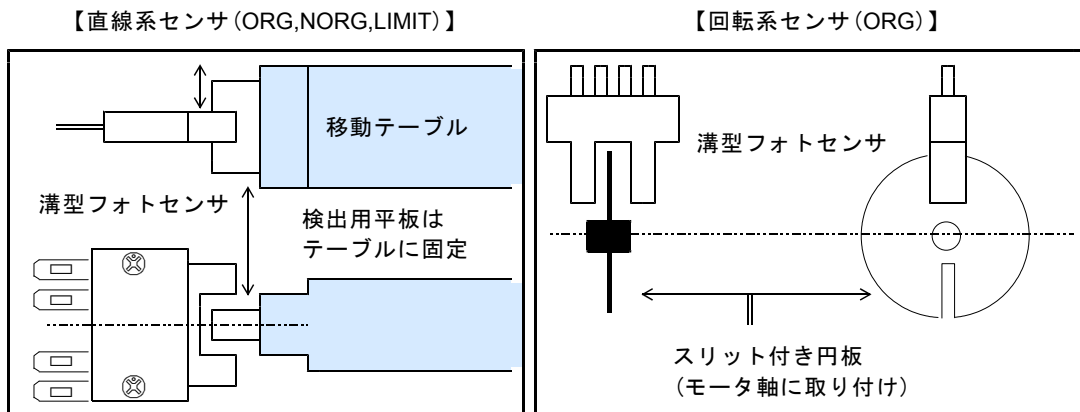 【直線系センサ(ORG,NORG,LIMIT)】
移動テーブル
溝型フォトセンサ
検出用平板は
テーブルに固定
【回転系センサ(ORG)】
溝型フォトセンサ
スリット付き円板
(モータ軸に取り付け)